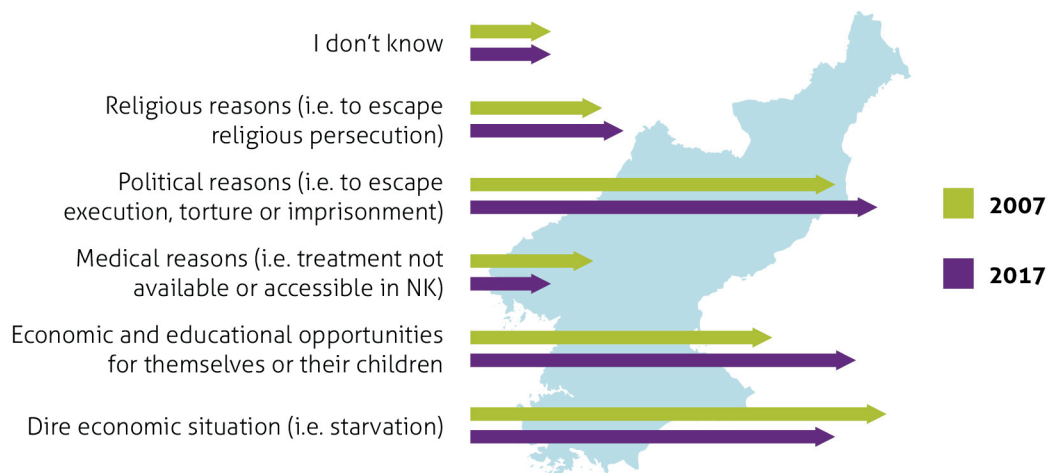 I don't know
Religious reasons (i.e. to escape
religious persecution)
Political reasons (i.e. to escape
execution, torture or imprisonment)
Medical reasons (i.e. treatment not
available or accessible in NK)
Economic and educational opportunities
for themselves or their children
Dire economic situation (i.e. starvation)
2007
2017